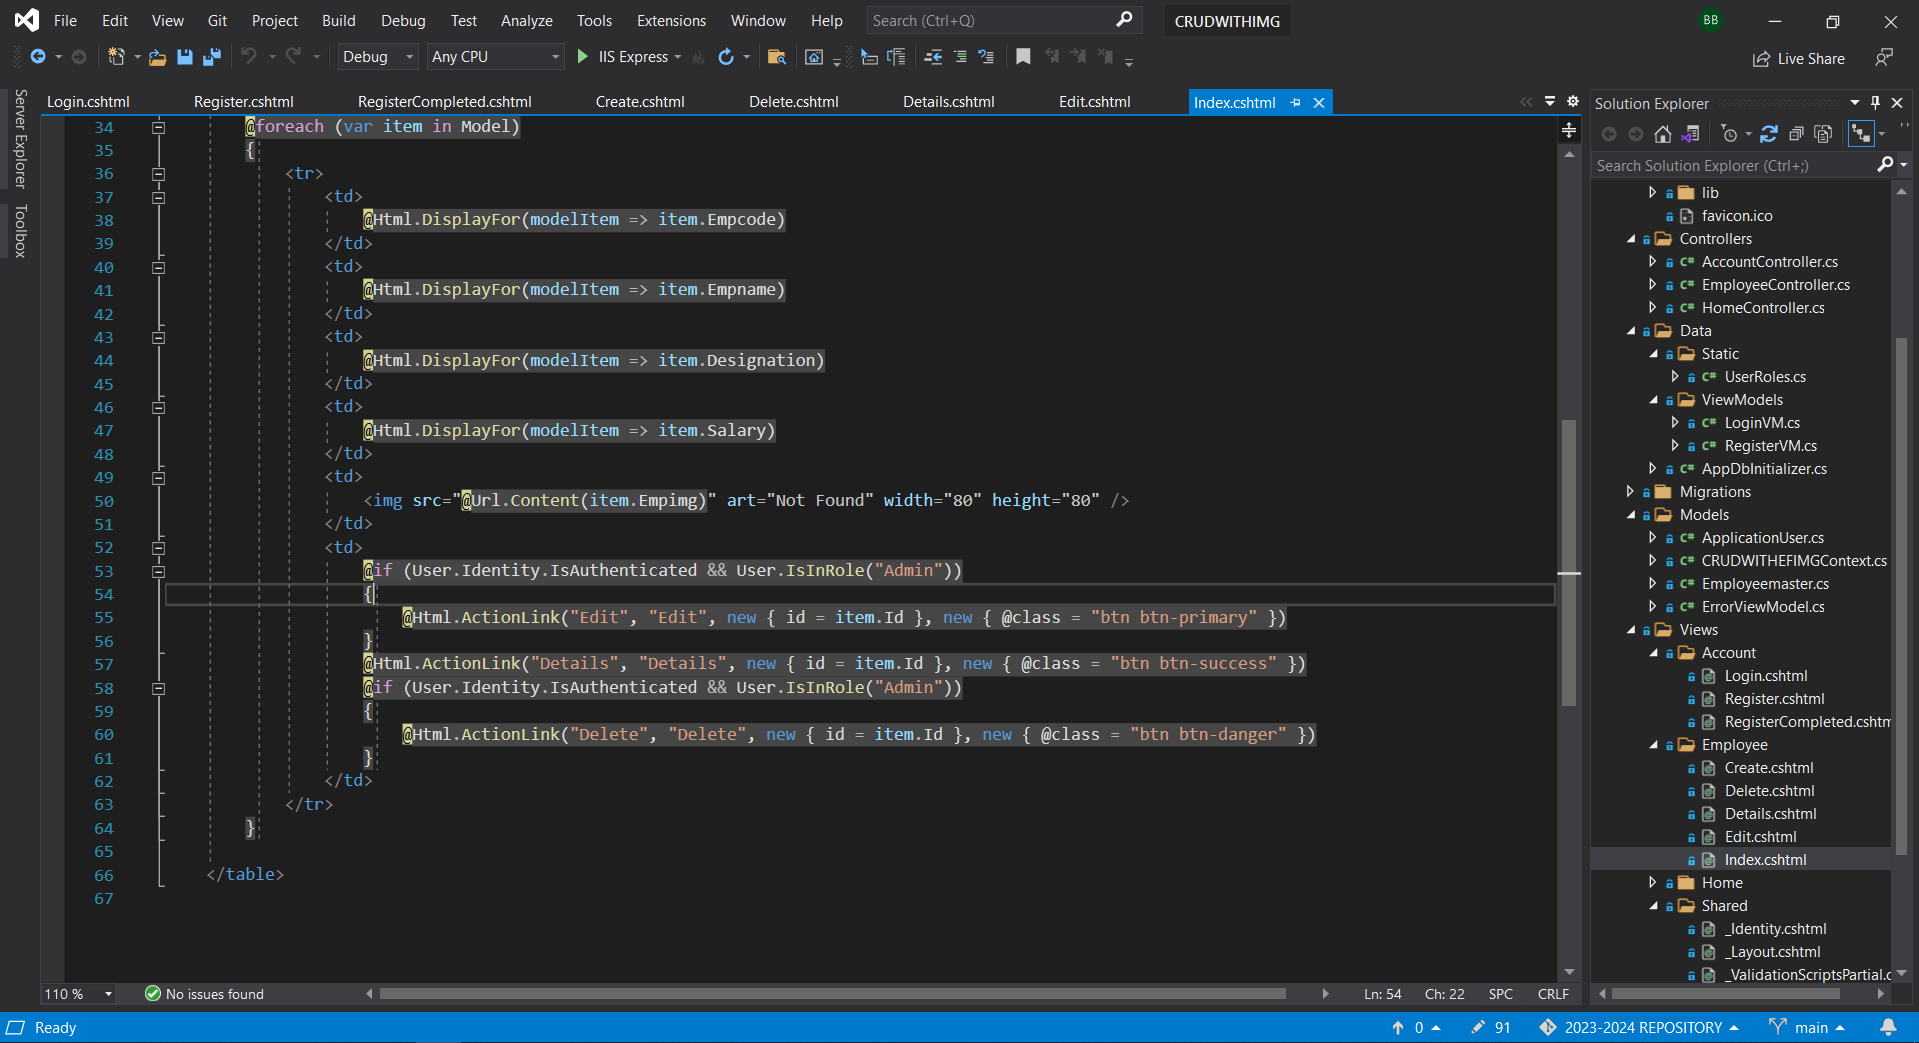 File Edit View Git Project Build Debug Test Analyze Tools Extensions Window Help Search (Ctrl+Q) CRUDWITHIMG BB
Debug Any CPU IIS Express Live Share
Server Explorer
Toolbox
Login.cshtml Register.cshtml RegisterCompleted.cshtml Create.cshtml Delete.cshtml Details.cshtml Edit.cshtml Index.cshtml
34 @foreach (var item in Model)
35 {
36 <tr>
37 <td>
38 @Html.DisplayFor(modelItem => item.Empcode)
39 </td>
40 <td>
41 @Html.DisplayFor(modelItem => item.Empname)
42 </td>
43 <td>
44 @Html.DisplayFor(modelItem => item.Designation)
45 </td>
46 <td>
47 @Html.DisplayFor(modelItem => item.Salary)
48 </td>
49 <td>
50 <img src="@Url.Content(item.Empimg)" art="Not Found" width="80" height="80" />
51 </td>
52 <td>
53 @if (User.Identity.IsAuthenticated && User.IsInRole("Admin"))
54 {
55 @Html.ActionLink("Edit", "Edit", new { id = item.Id }, new { @class = "btn btn-primary" })
56 }
57 @Html.ActionLink("Details", "Details", new { id = item.Id }, new { @class = "btn btn-success" })
58 @if (User.Identity.IsAuthenticated && User.IsInRole("Admin"))
59 {
60 @Html.ActionLink("Delete", "Delete", new { id = item.Id }, new { @class = "btn btn-danger" })
61 }
62 </td>
63 </tr>
64 }
65
66 </table>
67
110 % No issues found Ln: 54 Ch: 22 SPC CRLF
Solution Explorer
Search Solution Explorer (Ctrl+;)
lib
favicon.ico
Controllers
C# AccountController.cs
C# EmployeeController.cs
C# HomeController.cs
Data
Static
C# UserRoles.cs
ViewModels
C# LoginVM.cs
C# RegisterVM.cs
C# AppDbInitializer.cs
Migrations
Models
C# ApplicationUser.cs
C# CRUDWITHEFIMGContext.cs
C# Employeemaster.cs
C# ErrorViewModel.cs
Views
Account
Login.cshtml
Register.cshtml
RegisterCompleted.cshtm
Employee
Create.cshtml
Delete.cshtml
Details.cshtml
Edit.cshtml
Index.cshtml
Home
Shared
_Identity.cshtml
_Layout.cshtml
_ValidationScriptsPartial.c
Ready 0 91 2023-2024 REPOSITORY main